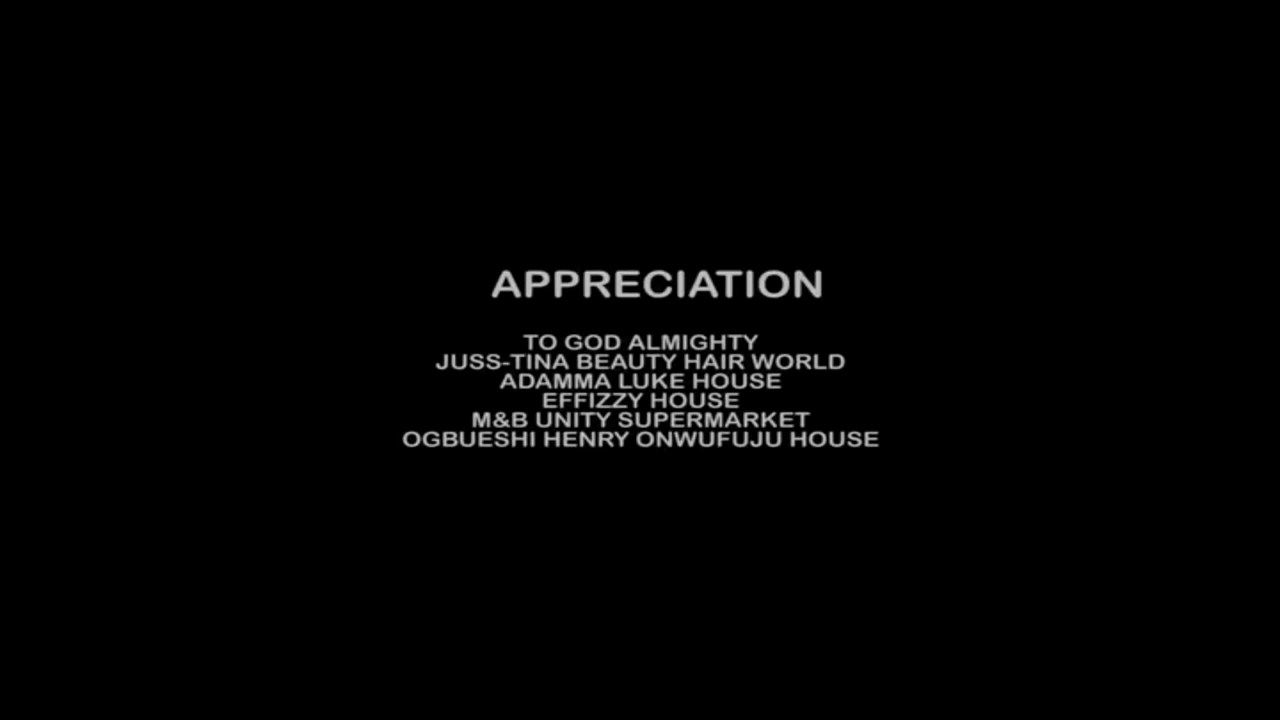 APPRECIATION
TO GOD ALMIGHTY
JUSS-TINA BEAUTY HAIR WORLD
ADAMMA LUKE HOUSE
EFFIZZY HOUSE
M&B UNITY SUPERMARKET
OGBUESHI HENRY ONWUFUJU HOUSE